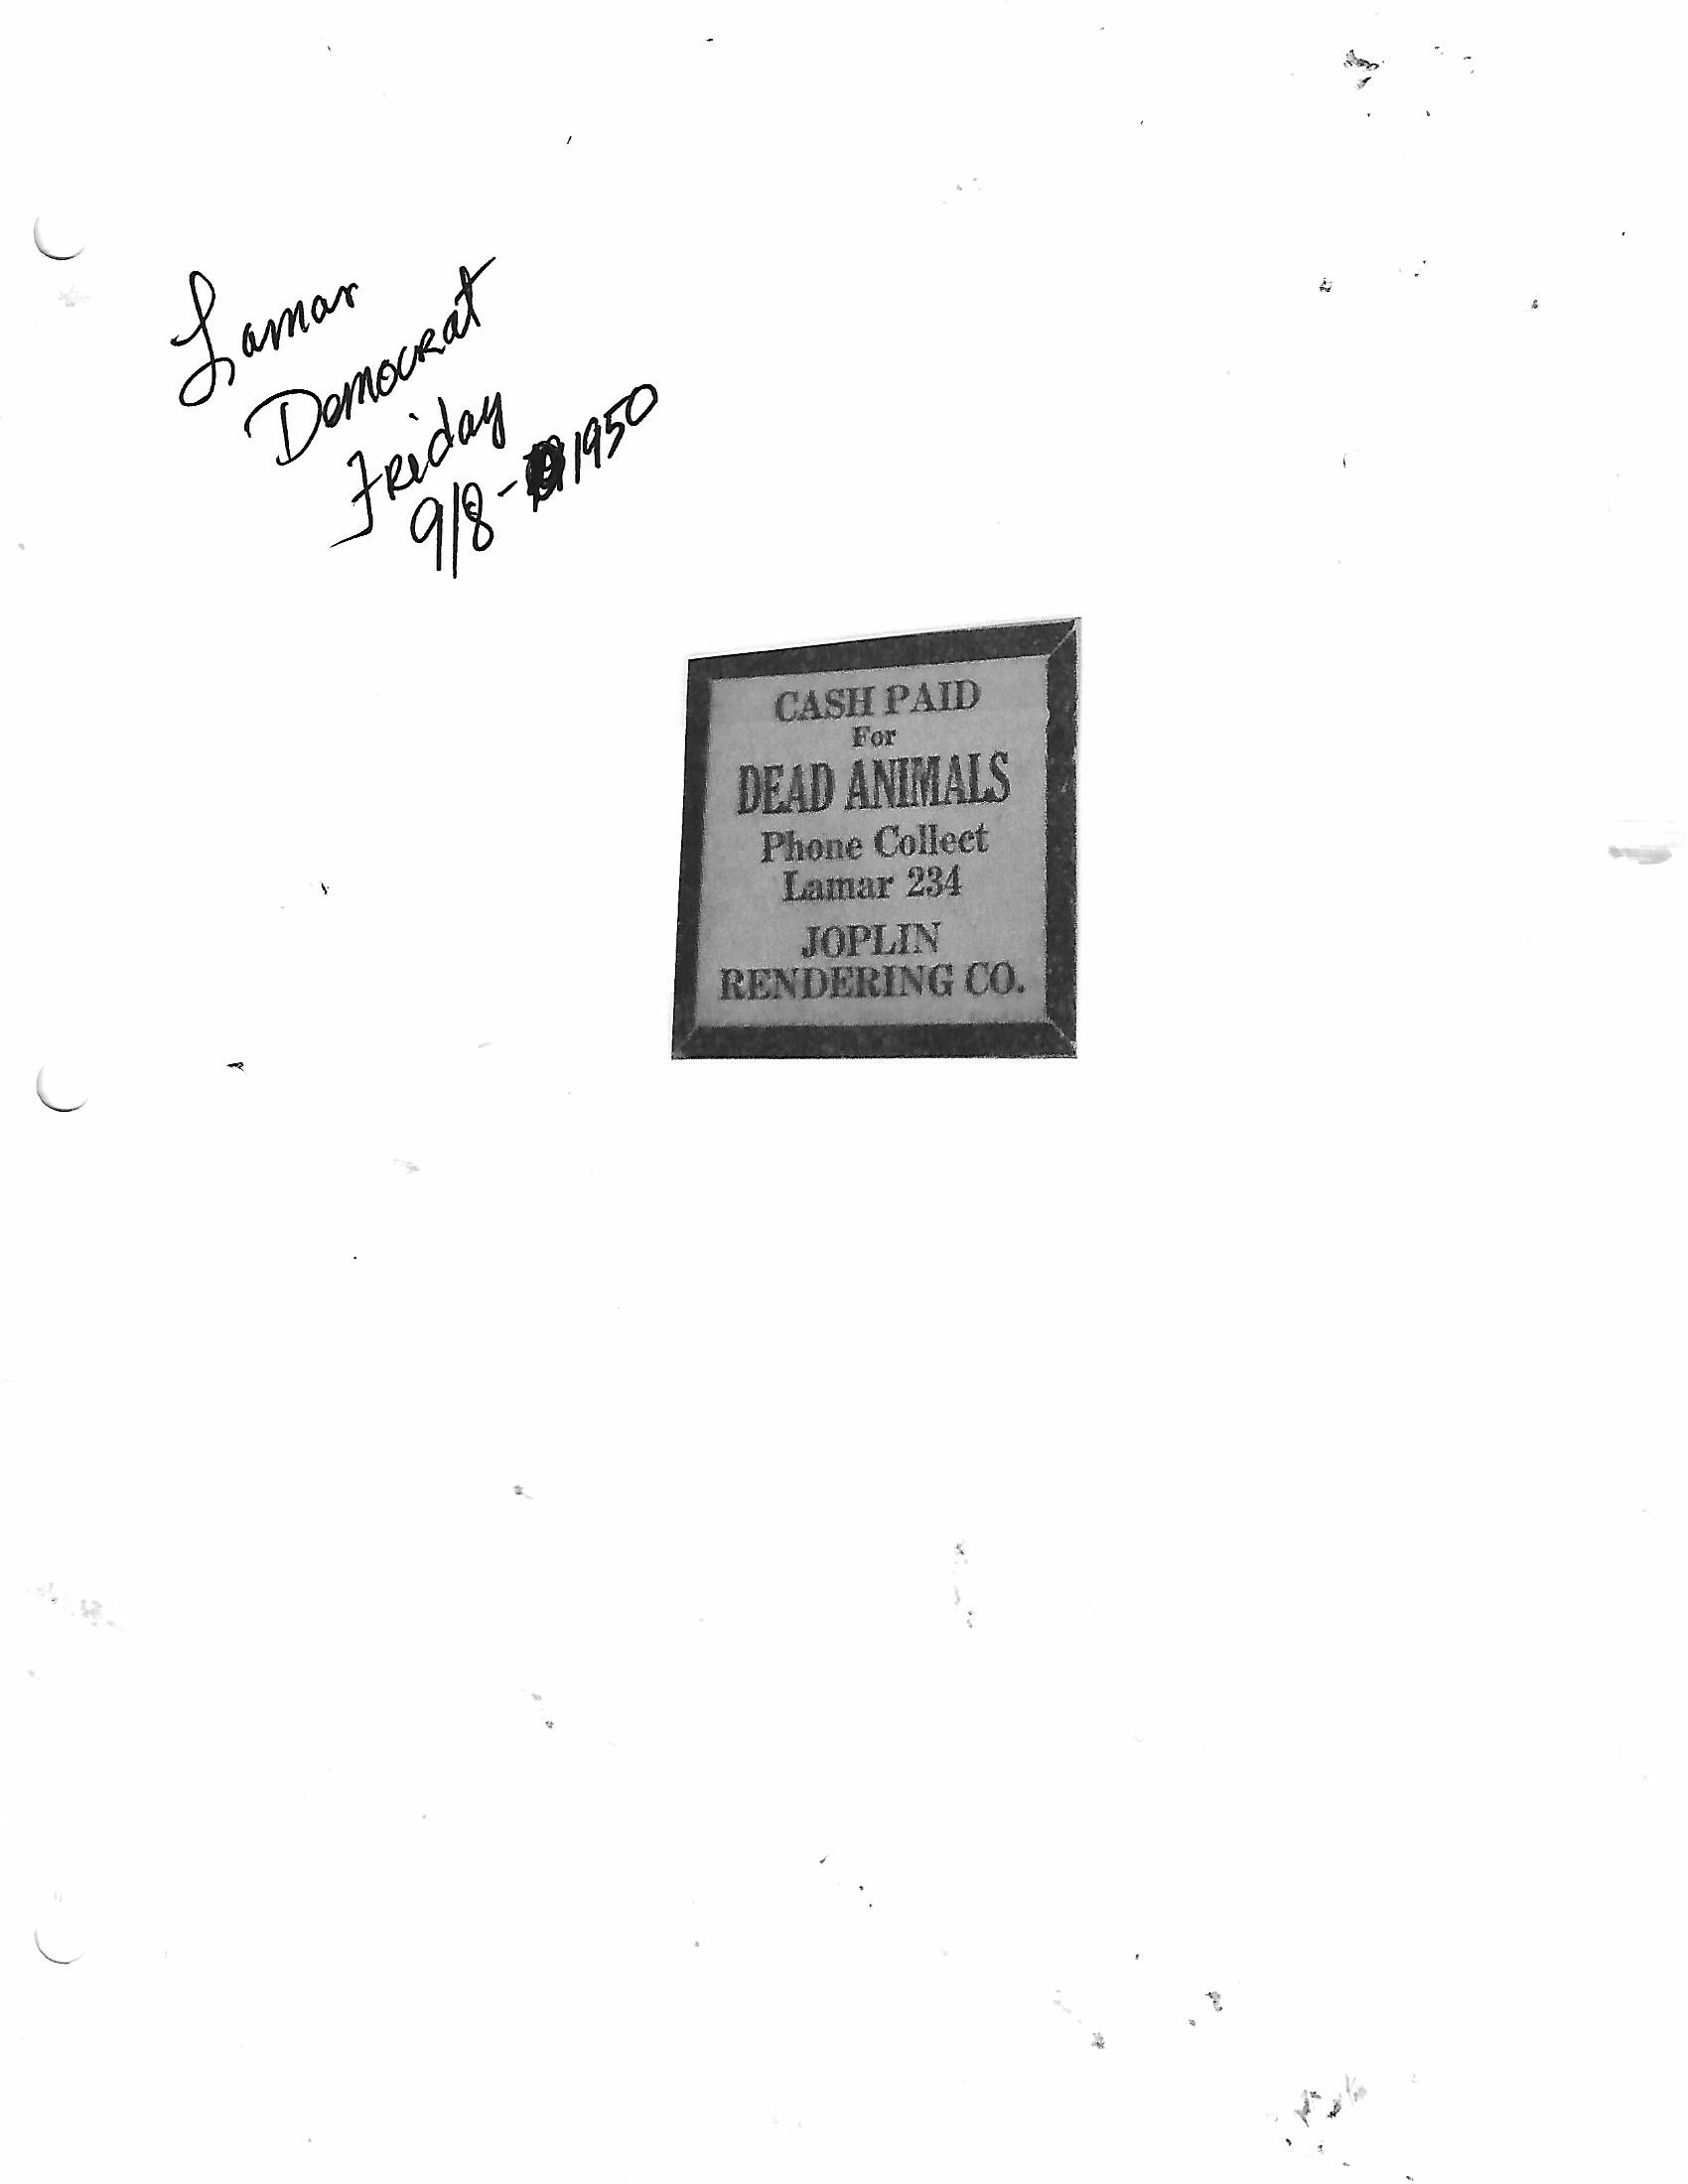 Lamar
Democrat
Friday
9/8-1950
CASH PAID
For
DEAD ANIMALS
Phone Collect
Lamar 234
JOPLIN
RENDERING CO.